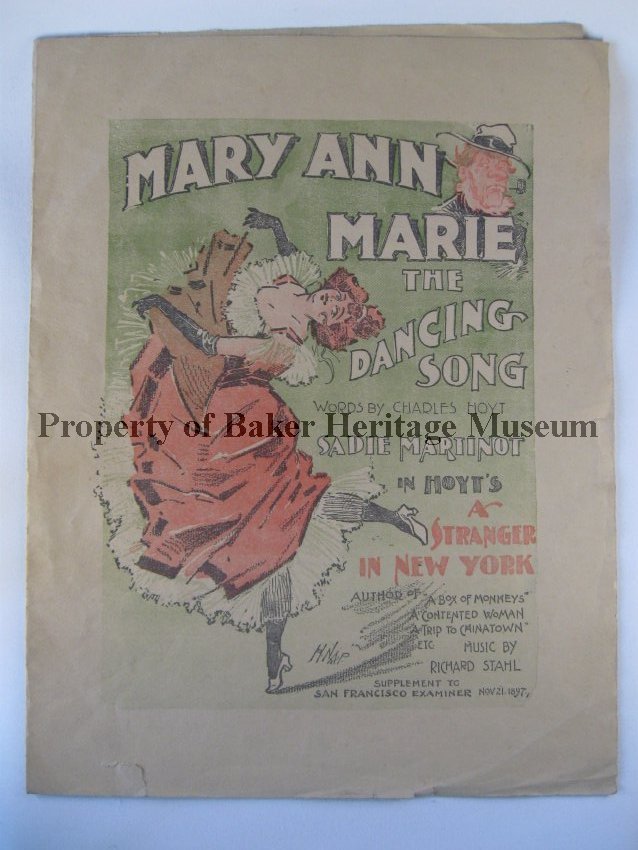 MARY ANN
MARIE
THE
DANCING
SONG
WORDS BY CHARLES HOYT
Property of Baker Heritage Museum
SADIE MARTINOT
IN HOYT'S
A
STRANGER
IN NEW YORK
AUTHOR OF "A BOX OF MONKEYS"
A CONTENTED WOMAN
A TRIP TO CHINATOWN"
ETC MUSIC BY
RICHARD STAHL
SUPPLEMENT TO
SAN FRANCISCO EXAMINER NOV 21. 1897,